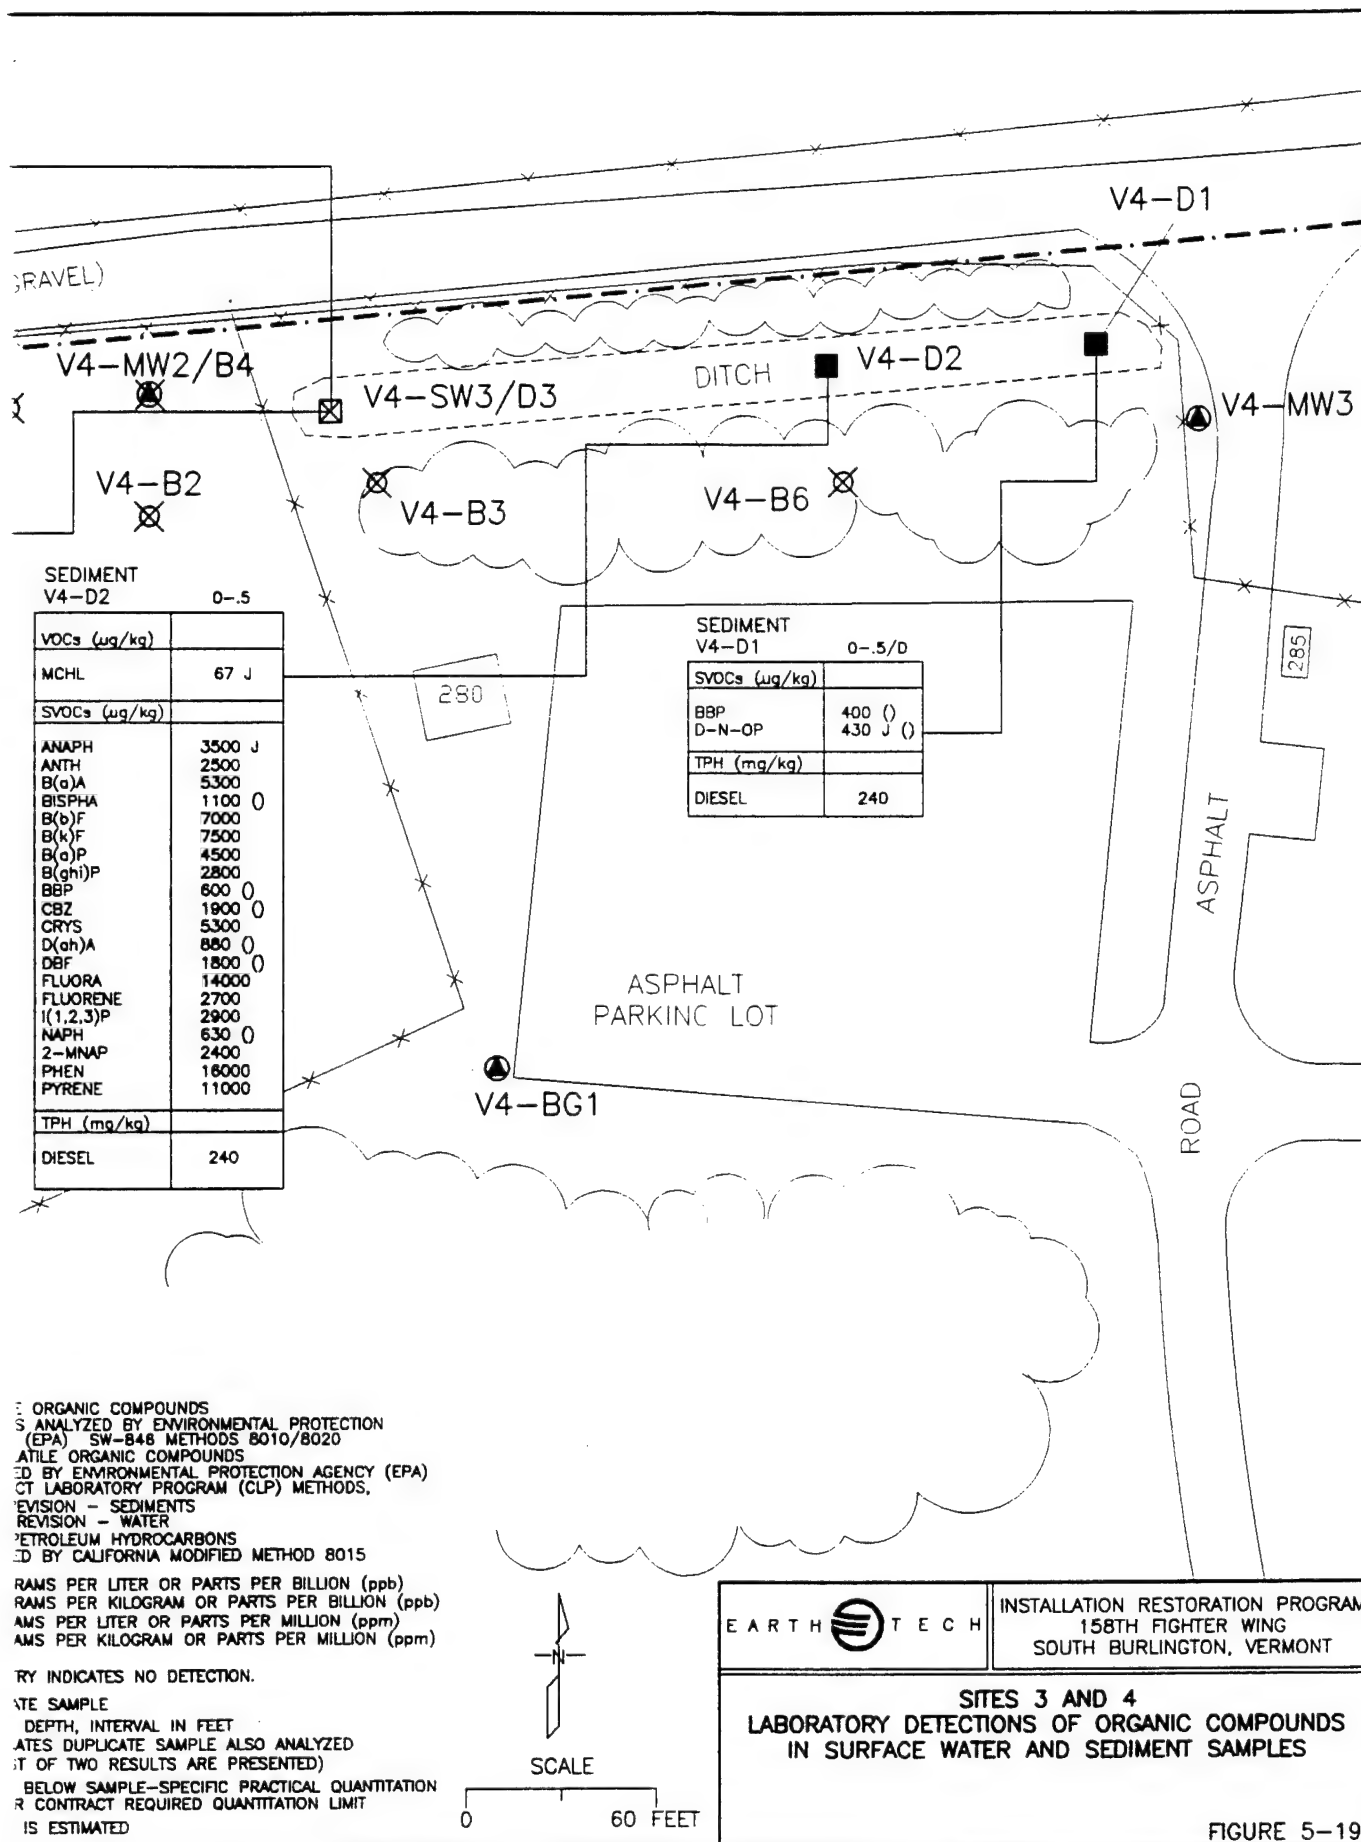 V4-D1
GRAVEL)
V4-MW2/B4
V4-SW3/D3
DITCH
V4-D2
V4-MW3
V4-B2
V4-B3
V4-B6
SEDIMENT
V4-D2 0-.5
VOCs (µg/kg)
MCHL 67 J
SVOCs (µg/kg)
ANAPH 3500 J
ANTH 2500
B(a)A 5300
BISPHA 1100 ()
B(b)F 7000
B(k)F 7500
B(a)P 4500
B(ghi)P 2800
BBP 600 ()
CBZ 1900 ()
CRYS 5300
D(ah)A 880 ()
DBF 1800 ()
FLUORA 14000
FLUORENE 2700
I(1,2,3)P 2900
NAPH 630 ()
2-MNAP 2400
PHEN 16000
PYRENE 11000
TPH (mg/kg)
DIESEL 240
280
SEDIMENT
V4-D1 0-.5/D
SVOCs (µg/kg)
BBP 400 ()
D-N-OP 430 J ()
TPH (mg/kg)
DIESEL 240
285
ASPHALT
ROAD
ASPHALT
PARKINC LOT
V4-BG1
ORGANIC COMPOUNDS
S ANALYZED BY ENVIRONMENTAL PROTECTION
(EPA) SW-846 METHODS 8010/8020
ATILE ORGANIC COMPOUNDS
ED BY ENVIRONMENTAL PROTECTION AGENCY (EPA)
CT LABORATORY PROGRAM (CLP) METHODS,
EVISION - SEDIMENTS
REVISION - WATER
PETROLEUM HYDROCARBONS
ED BY CALIFORNIA MODIFIED METHOD 8015
RAMS PER LITER OR PARTS PER BILLION (ppb)
RAMS PER KILOGRAM OR PARTS PER BILLION (ppb)
AMS PER LITER OR PARTS PER MILLION (ppm)
AMS PER KILOGRAM OR PARTS PER MILLION (ppm)
RY INDICATES NO DETECTION.
ATE SAMPLE
DEPTH, INTERVAL IN FEET
ATES DUPLICATE SAMPLE ALSO ANALYZED
ST OF TWO RESULTS ARE PRESENTED)
BELOW SAMPLE-SPECIFIC PRACTICAL QUANTITATION
R CONTRACT REQUIRED QUANTITATION LIMIT
IS ESTIMATED
N
SCALE
0 60 FEET
EARTH TECH
INSTALLATION RESTORATION PROGRAM
158TH FIGHTER WING
SOUTH BURLINGTON, VERMONT
SITES 3 AND 4
LABORATORY DETECTIONS OF ORGANIC COMPOUNDS
IN SURFACE WATER AND SEDIMENT SAMPLES
FIGURE 5-19